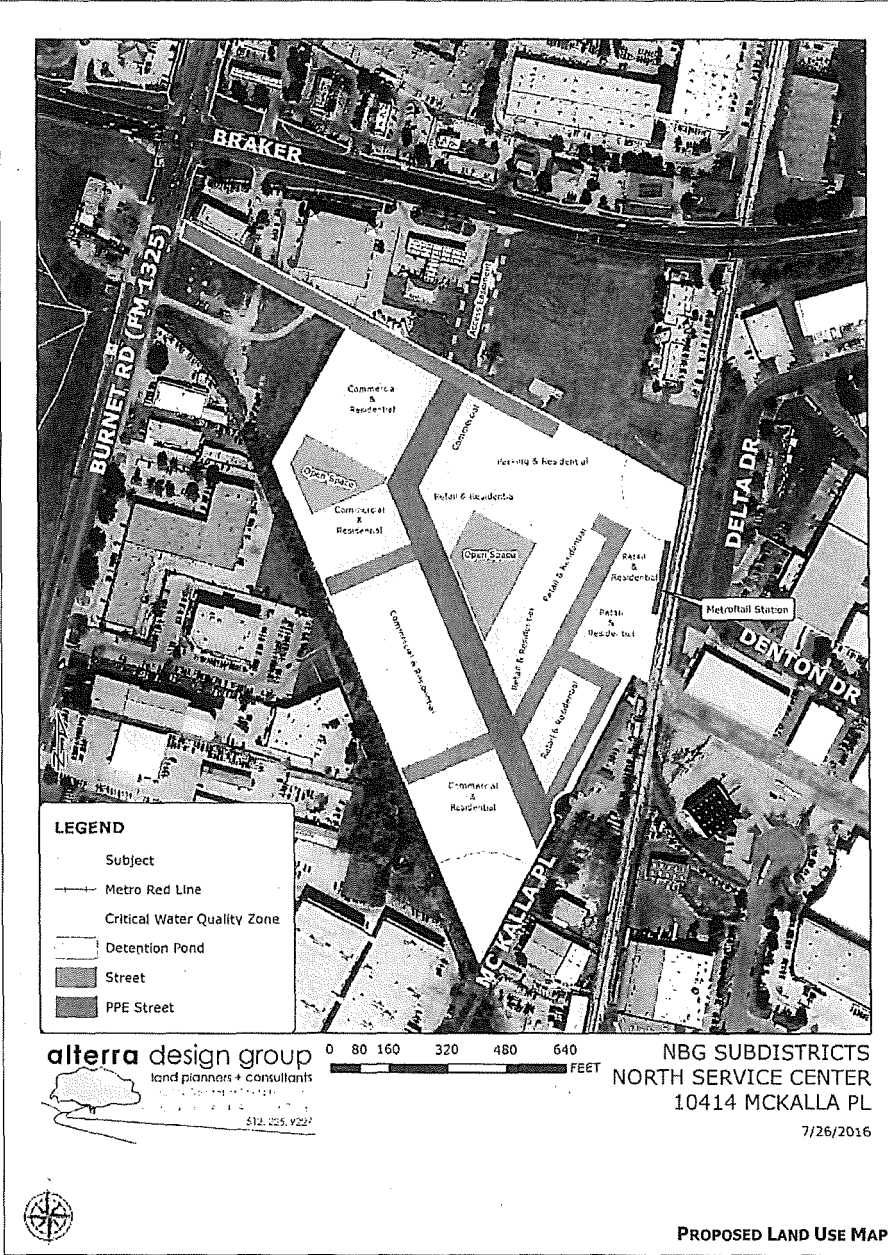 BRAKER
BURNET RD (FM 1325)
Access Easement
Commercial
&
Residential
Commercial
Parking & Residential
Open Space
Retail & Residential
Commercial
&
Residential
Open Space
Retail & Residential
Retail
&
Residential
DELTA DR
MetroRail Station
Retail
&
Residential
Commercial & Residential
Retail & Residential
DENTON DR
Retail & Residential
Commercial
&
Residential
MCKALLA PL
LEGEND
Subject
Metro Red Line
Critical Water Quality Zone
Detention Pond
Street
PPE Street
alterra design group
land planners + consultants
512.225.9227
0 80 160 320 480 640
FEET
NBG SUBDISTRICTS
NORTH SERVICE CENTER
10414 MCKALLA PL
7/26/2016
PROPOSED LAND USE MAP